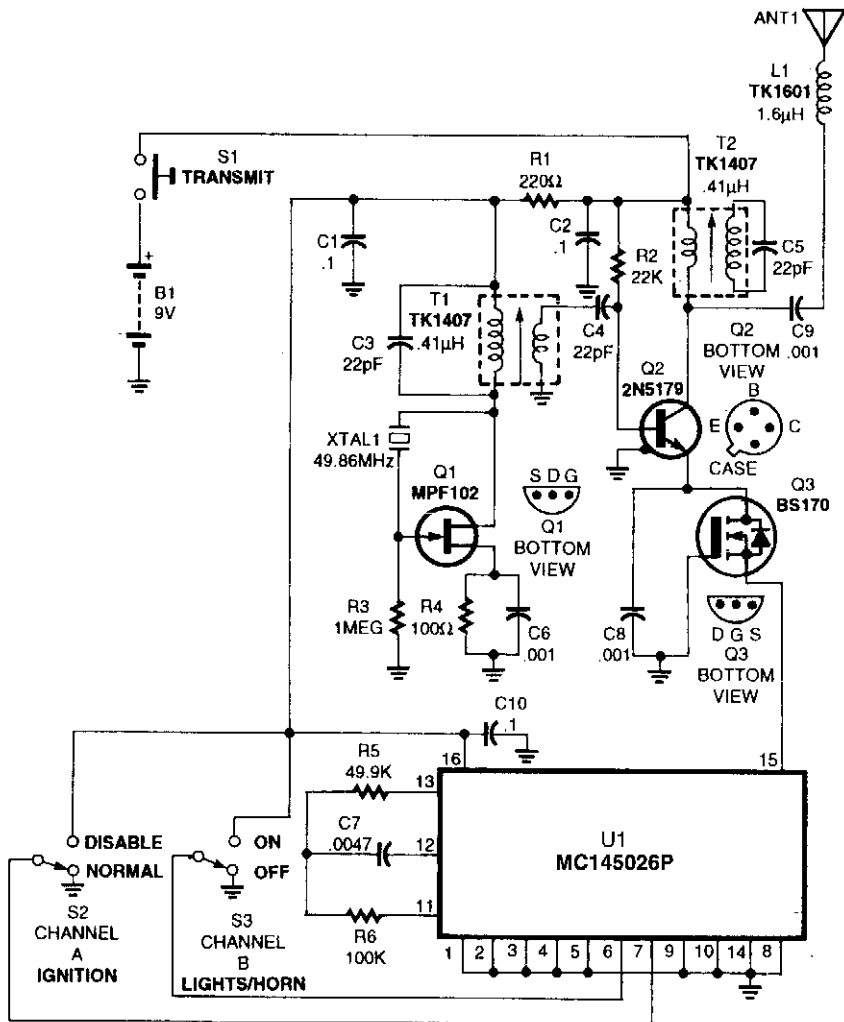 ANT1
L1
TK1601
1.6µH
S1
TRANSMIT
R1
220Ω
T2
TK1407
.41µH
C1
.1
C2
.1
R2
22K
C5
22pF
+
B1
9V
T1
TK1407
.41µH
C3
22pF
C4
22pF
C9
.001
Q2
BOTTOM
VIEW
Q2
2N5179
B
E
C
CASE
XTAL1
49.86MHz
Q1
MPF102
S D G
Q1
BOTTOM
VIEW
Q3
BS170
R3
1MEG
R4
100Ω
C6
.001
C8
.001
D G S
Q3
BOTTOM
VIEW
C10
.1
R5
49.9K
16
15
13
C7
.0047
12
U1
MC145026P
DISABLE
NORMAL
ON
OFF
11
S2
CHANNEL
A
IGNITION
S3
CHANNEL
B
LIGHTS/HORN
R6
100K
1 2 3 4 5 6 7 9 10 14 8